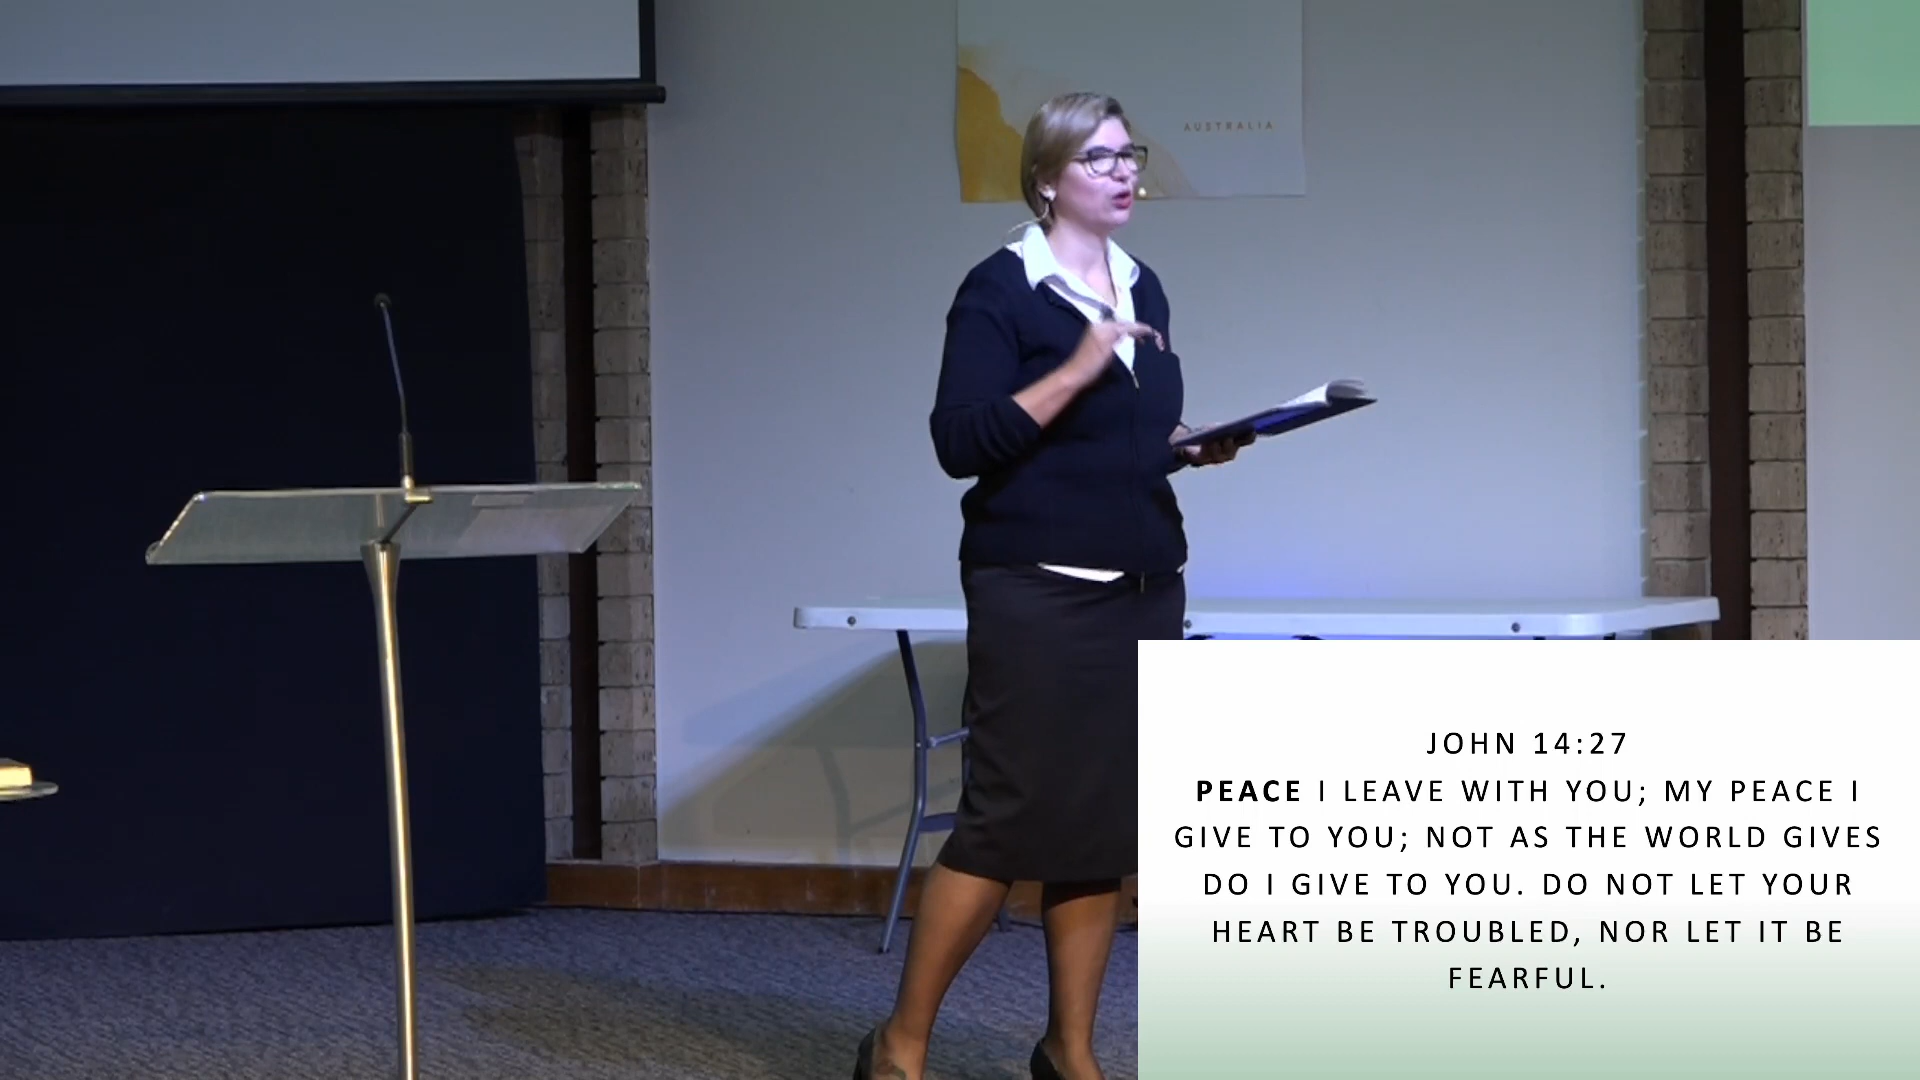 AUSTRALIA
JOHN 14:27
PEACE I LEAVE WITH YOU; MY PEACE I
GIVE TO YOU; NOT AS THE WORLD GIVES
DO I GIVE TO YOU. DO NOT LET YOUR
HEART BE TROUBLED, NOR LET IT BE
FEARFUL.